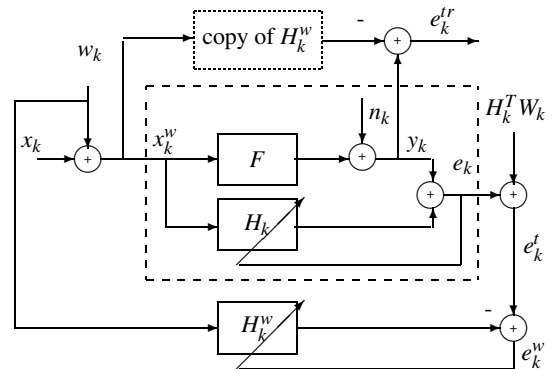 copy of $H_k^w$ - $e_k^{tr}$
$w_k$
$n_k$ $H_k^T W_k$
$x_k$ + $x_k^w$ $F$ + $y_k$ +
$e_k$
$H_k$ + +
$e_k^t$
$H_k^w$ - +
$e_k^w$